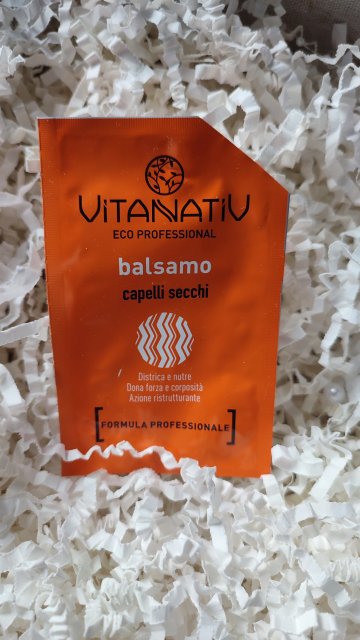 VITANATIV
ECO PROFESSIONAL
balsamo
capelli secchi
Districa e nutre
Dona forza e corposità
Azione ristrutturante
[FORMULA PROFESSIONALE]